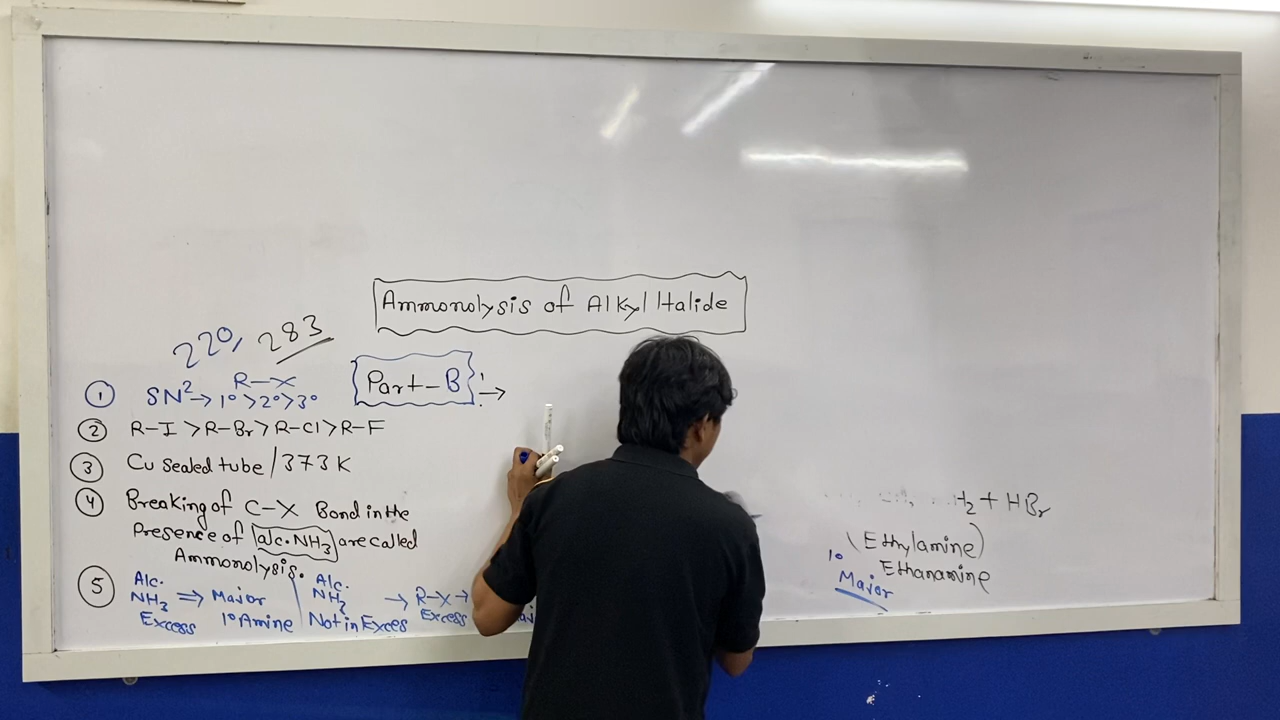 Ammonolysis of Alkyl Halide
220, 283
Part-B :→
① R-X
SN² → 1° > 2° > 3°
② R-I > R-Br > R-Cl > R-F
③ Cu sealed tube / 373 K
④ Breaking of C-X Bond in the
Presence of alc. NH₃ are called
Ammonolysis.
⑤ Alc. NH₃ Excess ⇒ Major 1° Amine
Alc. NH₃ Not in Exces → R-X → Excess
H₂ + HBr
(Ethylamine)
Ethanamine
1° Major